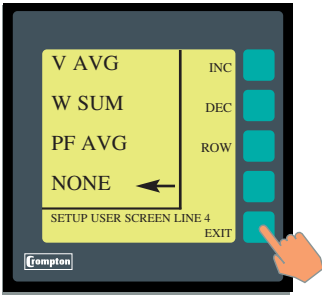 V AVG
INC
W SUM
DEC
PF AVG
ROW
NONE
SETUP USER SCREEN LINE 4
EXIT
Crompton